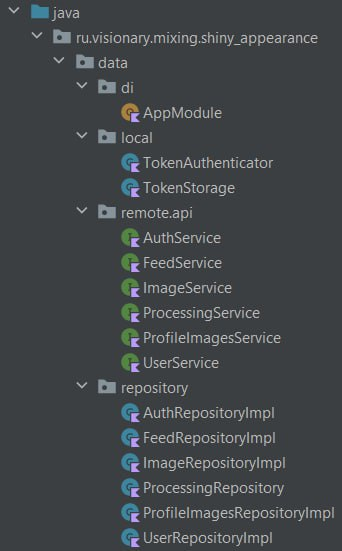 java
ru.visionary.mixing.shiny_appearance
data
di
AppModule
local
TokenAuthenticator
TokenStorage
remote.api
AuthService
FeedService
ImageService
ProcessingService
ProfileImagesService
UserService
repository
AuthRepositoryImpl
FeedRepositoryImpl
ImageRepositoryImpl
ProcessingRepository
ProfileImagesRepositoryImpl
UserRepositoryImpl